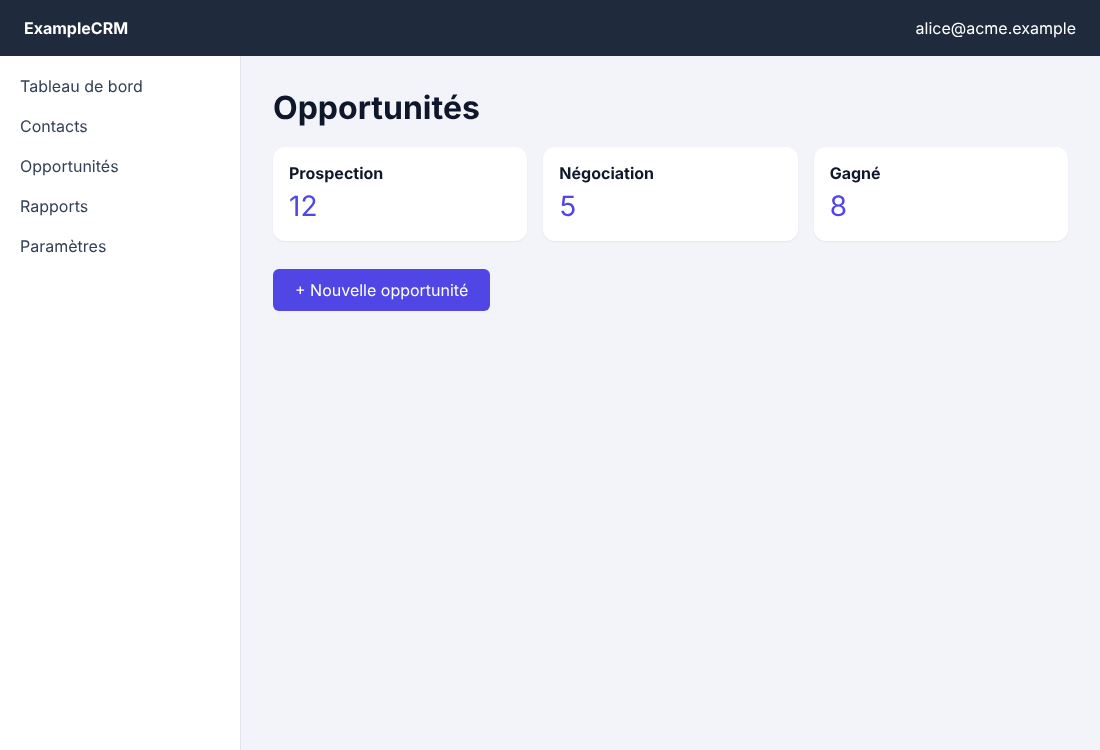 ExampleCRM
alice@acme.example
Tableau de bord
Contacts
Opportunités
Rapports
Paramètres
Opportunités
Prospection
12
Négociation
5
Gagné
8
+ Nouvelle opportunité